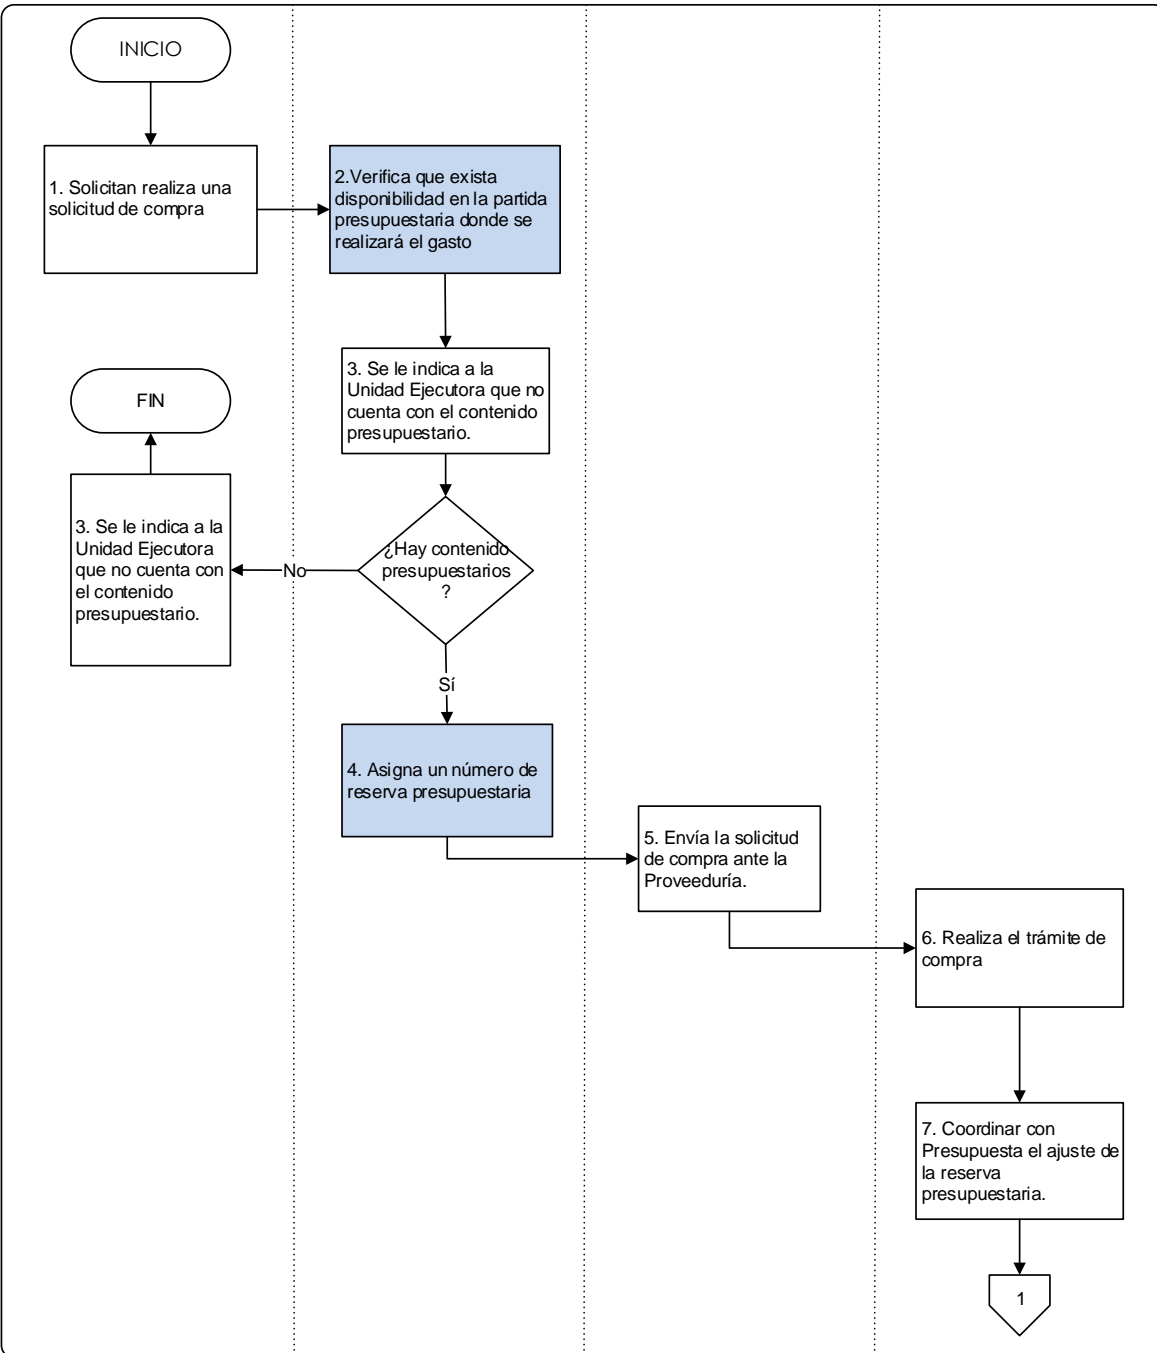 INICIO
1. Solicitan realiza una
solicitud de compra
2.Verifica que exista
disponibilidad en la partida
presupuestaria donde se
realizará el gasto
3. Se le indica a la
Unidad Ejecutora que no
cuenta con el contenido
presupuestario.
FIN
3. Se le indica a la
Unidad Ejecutora
que no cuenta con
el contenido
presupuestario.
No
¿Hay contenido
presupuestarios
?
Sí
4. Asigna un número de
reserva presupuestaria
5. Envía la solicitud
de compra ante la
Proveeduría.
6. Realiza el trámite de
compra
7. Coordinar con
Presupuesta el ajuste de
la reserva
presupuestaria.
1